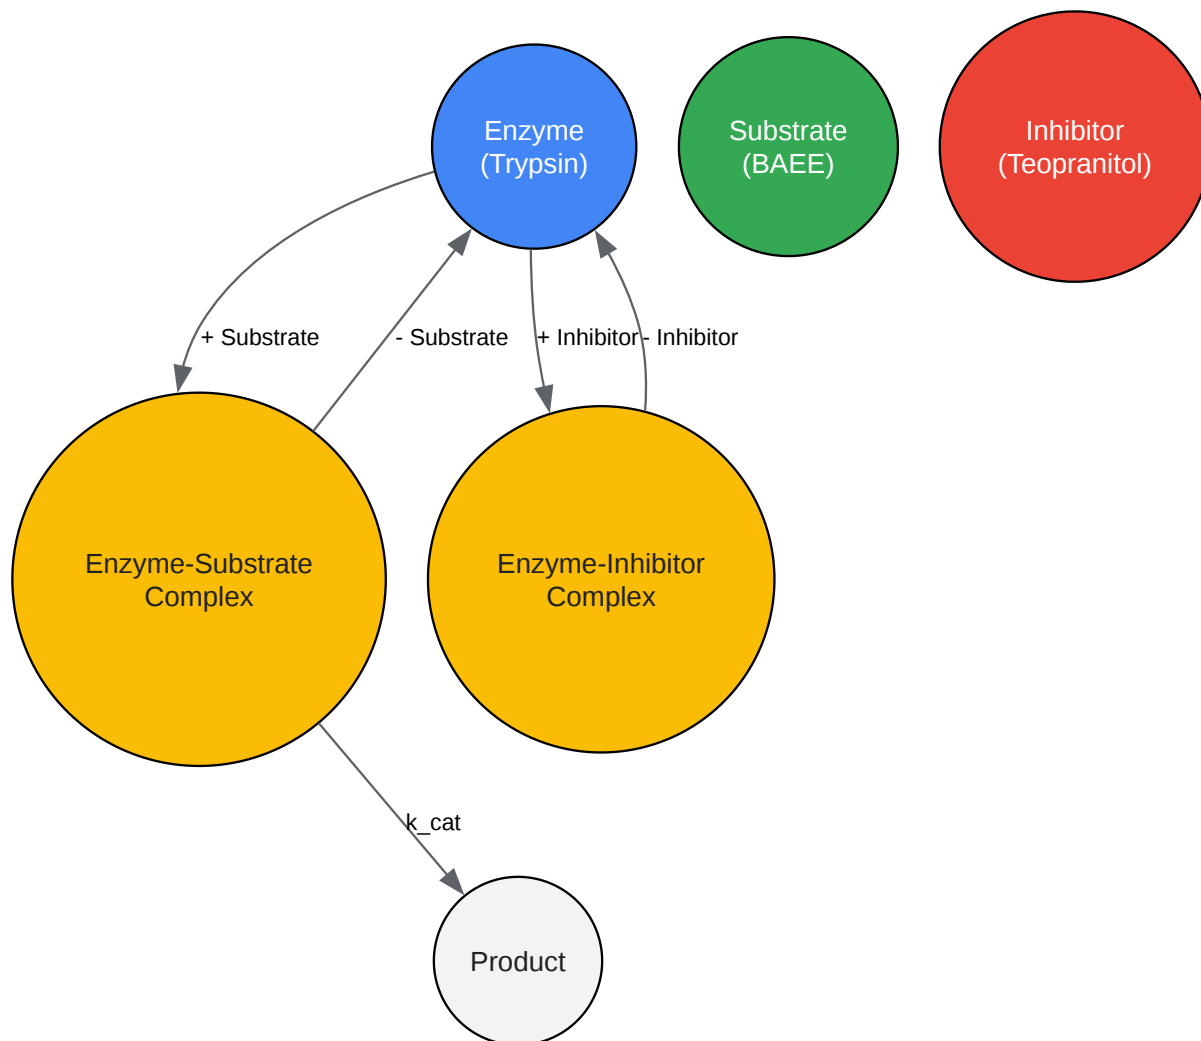 Enzyme
(Trypsin)
Substrate
(BAEE)
Inhibitor
(Teopranitol)
+ Substrate
- Substrate
+ Inhibitor
- Inhibitor
Enzyme-Substrate
Complex
Enzyme-Inhibitor
Complex
k_cat
Product